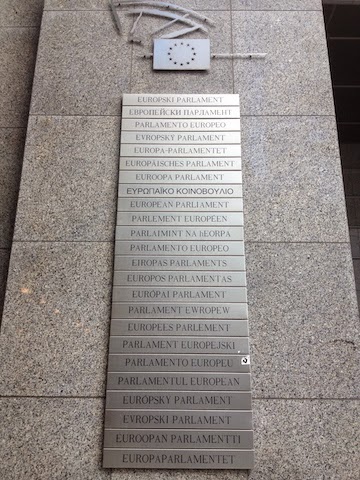 EUROPSKI PARLAMENT
ЕВРОПЕЙСКИ ПАРЛАМЕНТ
PARLAMENTO EUROPEO
EVROPSKÝ PARLAMENT
EUROPA-PARLAMENTET
EUROPÄISCHES PARLAMENT
EUROOPA PARLAMENT
ΕΥΡΩΠΑΪΚΟ ΚΟΙΝΟΒΟΥΛΙΟ
EUROPEAN PARLIAMENT
PARLEMENT EUROPÉEN
PARLAIMINT NA hEORPA
PARLAMENTO EUROPEO
EIROPAS PARLAMENTS
EUROPOS PARLAMENTAS
EURÓPAI PARLAMENT
PARLAMENT EWROPEW
EUROPEES PARLEMENT
PARLAMENT EUROPEJSKI
PARLAMENTO EUROPEU
PARLAMENTUL EUROPEAN
EURÓPSKY PARLAMENT
EVROPSKI PARLAMENT
EUROOPAN PARLAMENTTI
EUROPAPARLAMENTET